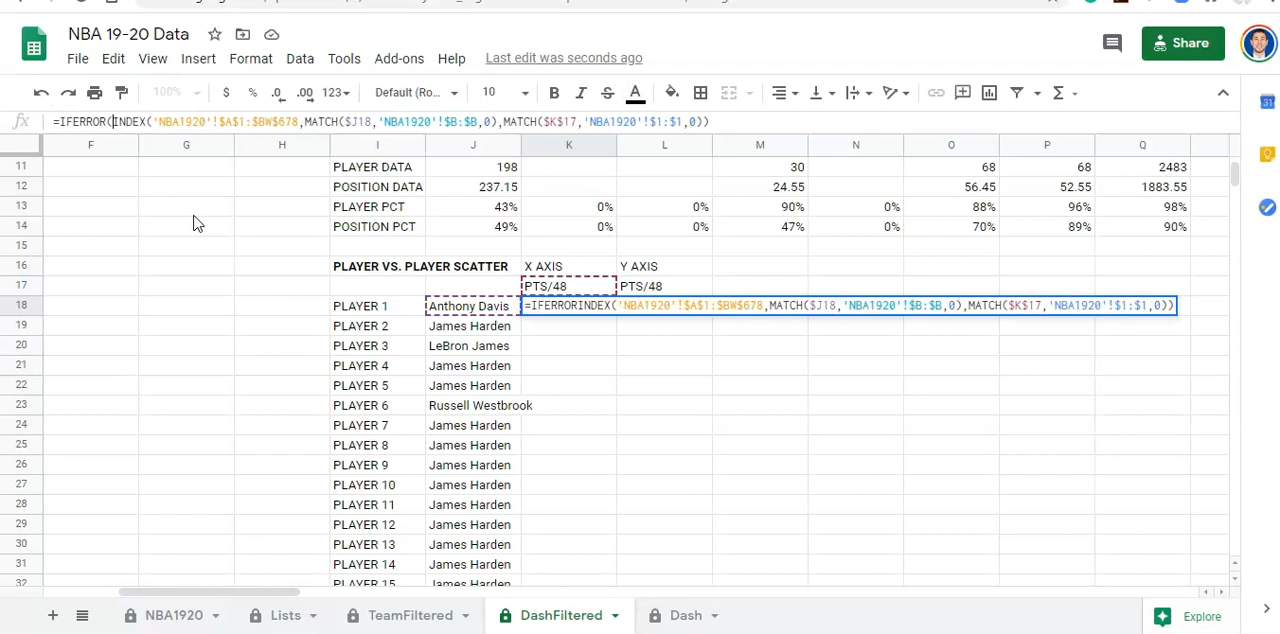 NBA 19-20 Data
Share
File Edit View Insert Format Data Tools Add-ons Help Last edit was seconds ago
100% $ % .0 .00 123 Default (Ro... 10 B I S A Σ
fx =IFERROR(INDEX('NBA1920'!$A$1:$BW$678,MATCH($J18,'NBA1920'!$B:$B,0),MATCH($K$17,'NBA1920'!$1:$1,0))
F G H I J K L M N O P Q
11 PLAYER DATA 198 30 68 68 2483
12 POSITION DATA 237.15 24.55 56.45 52.55 1883.55
13 PLAYER PCT 43% 0% 0% 90% 0% 88% 96% 98%
14 POSITION PCT 49% 0% 0% 47% 0% 70% 89% 90%
15
16 PLAYER VS. PLAYER SCATTER X AXIS Y AXIS
17 PTS/48 PTS/48
18 PLAYER 1 Anthony Davis =IFERRORINDEX('NBA1920'!$A$1:$BW$678,MATCH($J18,'NBA1920'!$B:$B,0),MATCH($K$17,'NBA1920'!$1:$1,0))
19 PLAYER 2 James Harden
20 PLAYER 3 LeBron James
21 PLAYER 4 James Harden
22 PLAYER 5 James Harden
23 PLAYER 6 Russell Westbrook
24 PLAYER 7 James Harden
25 PLAYER 8 James Harden
26 PLAYER 9 James Harden
27 PLAYER 10 James Harden
28 PLAYER 11 James Harden
29 PLAYER 12 James Harden
30 PLAYER 13 James Harden
31 PLAYER 14 James Harden
32 PLAYER 15 James Harden
NBA1920 Lists TeamFiltered DashFiltered Dash Explore